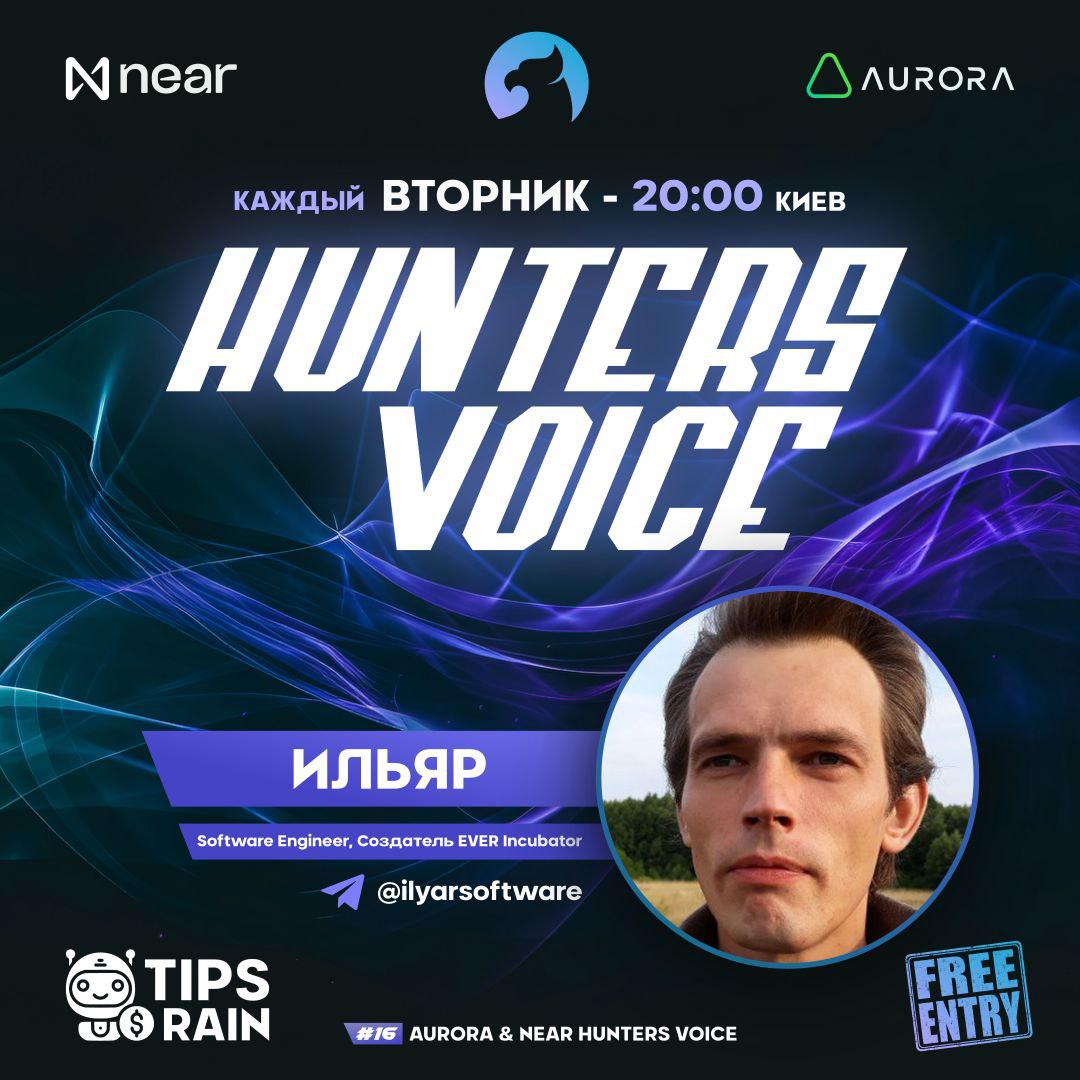 near
AURORA
КАЖДЫЙ ВТОРНИК - 20:00 КИЕВ
HUNTERS
VOICE
ИЛЬЯР
Software Engineer, Создатель EVER Incubator
@ilyarsoftware
TIPS
$ RAIN
FREE
ENTRY
#16 AURORA & NEAR HUNTERS VOICE